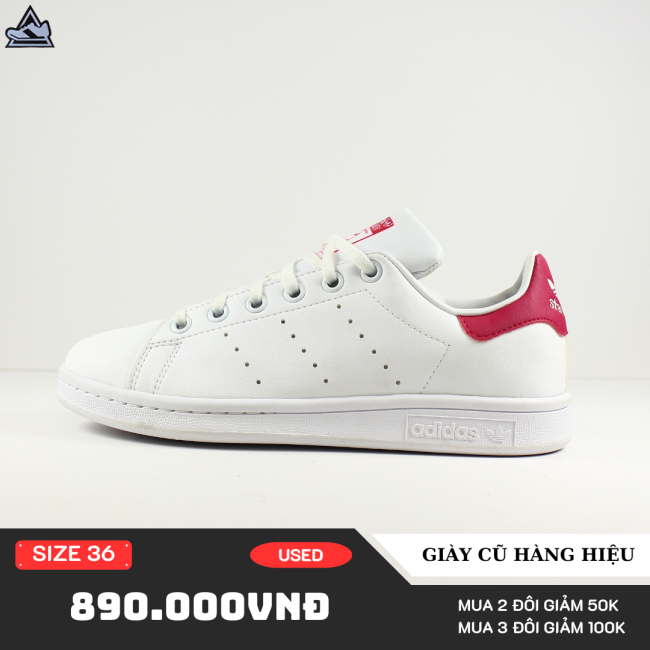 adidas
SIZE 36
USED
GIÀY CŨ HÀNG HIỆU
890.000VNĐ
MUA 2 ĐÔI GIẢM 50K
MUA 3 ĐÔI GIẢM 100K